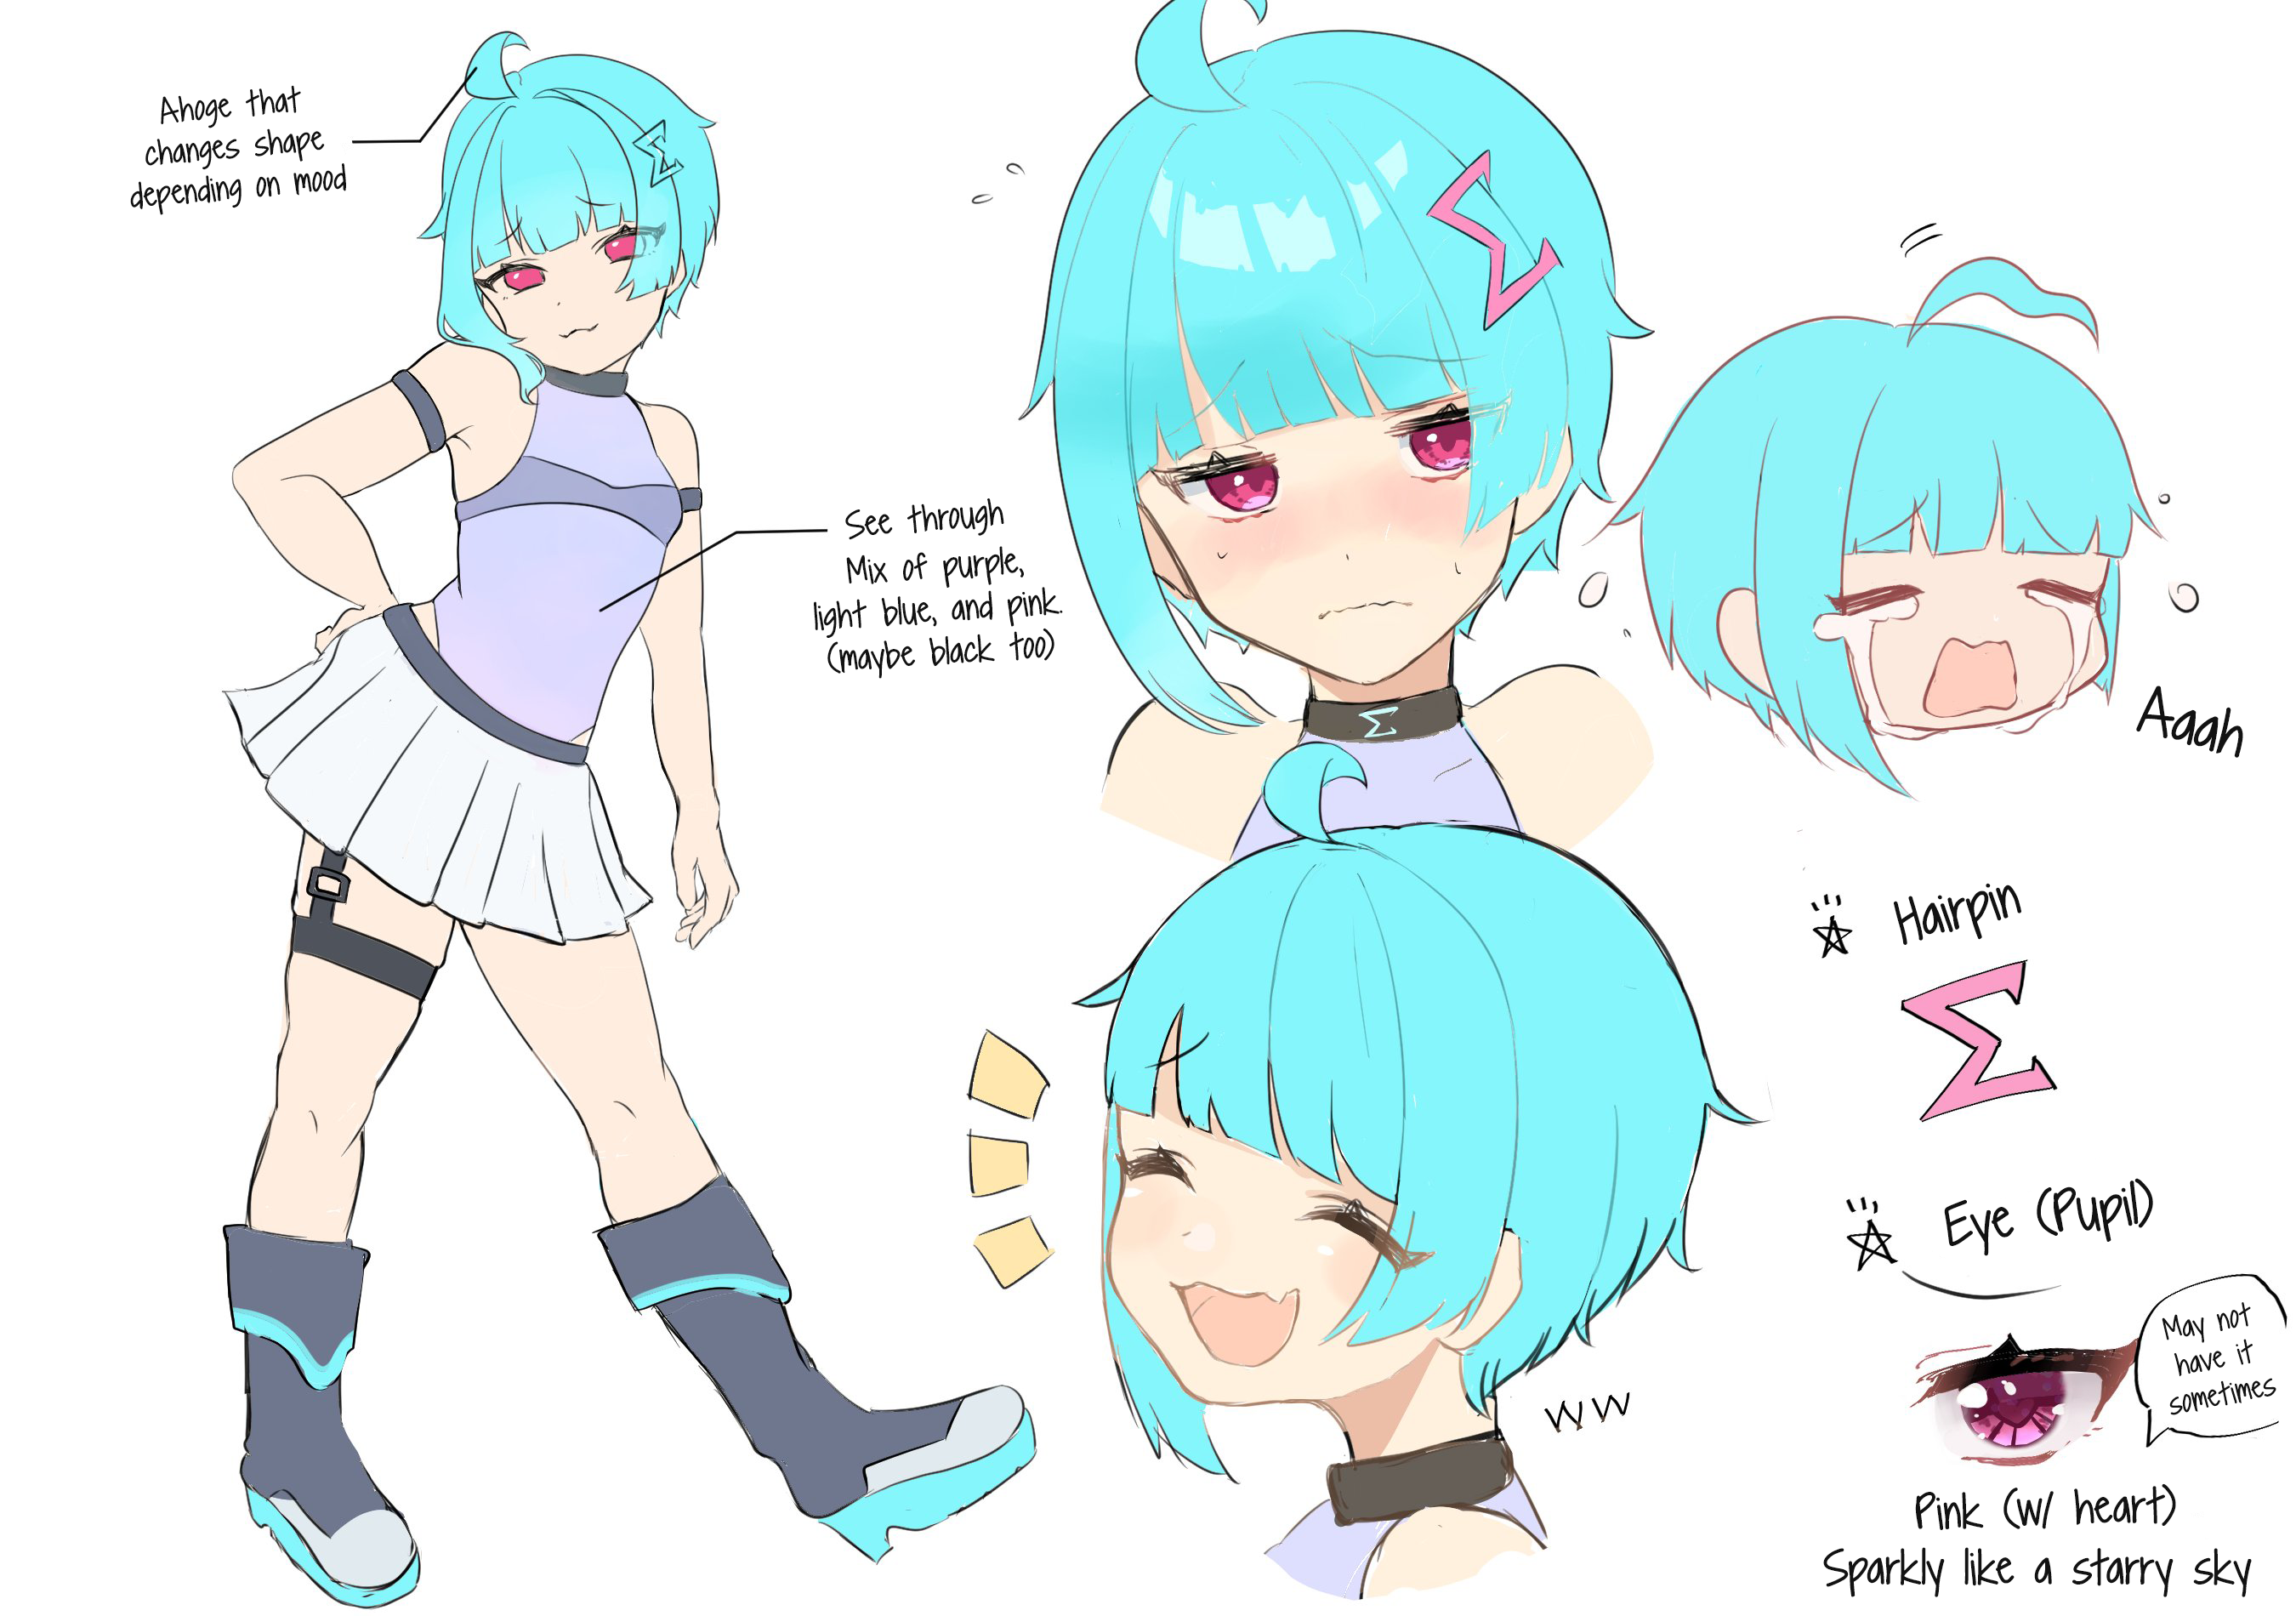 Ahoge that
changes shape
depending on mood
See through
Mix of purple,
light blue, and pink.
(maybe black too)
Σ
Σ
Σ
Aaah
Hairpin
Σ
Eye (Pupil)
May not
have it
sometimes
ww
Pink (w/ heart)
Sparkly like a starry sky